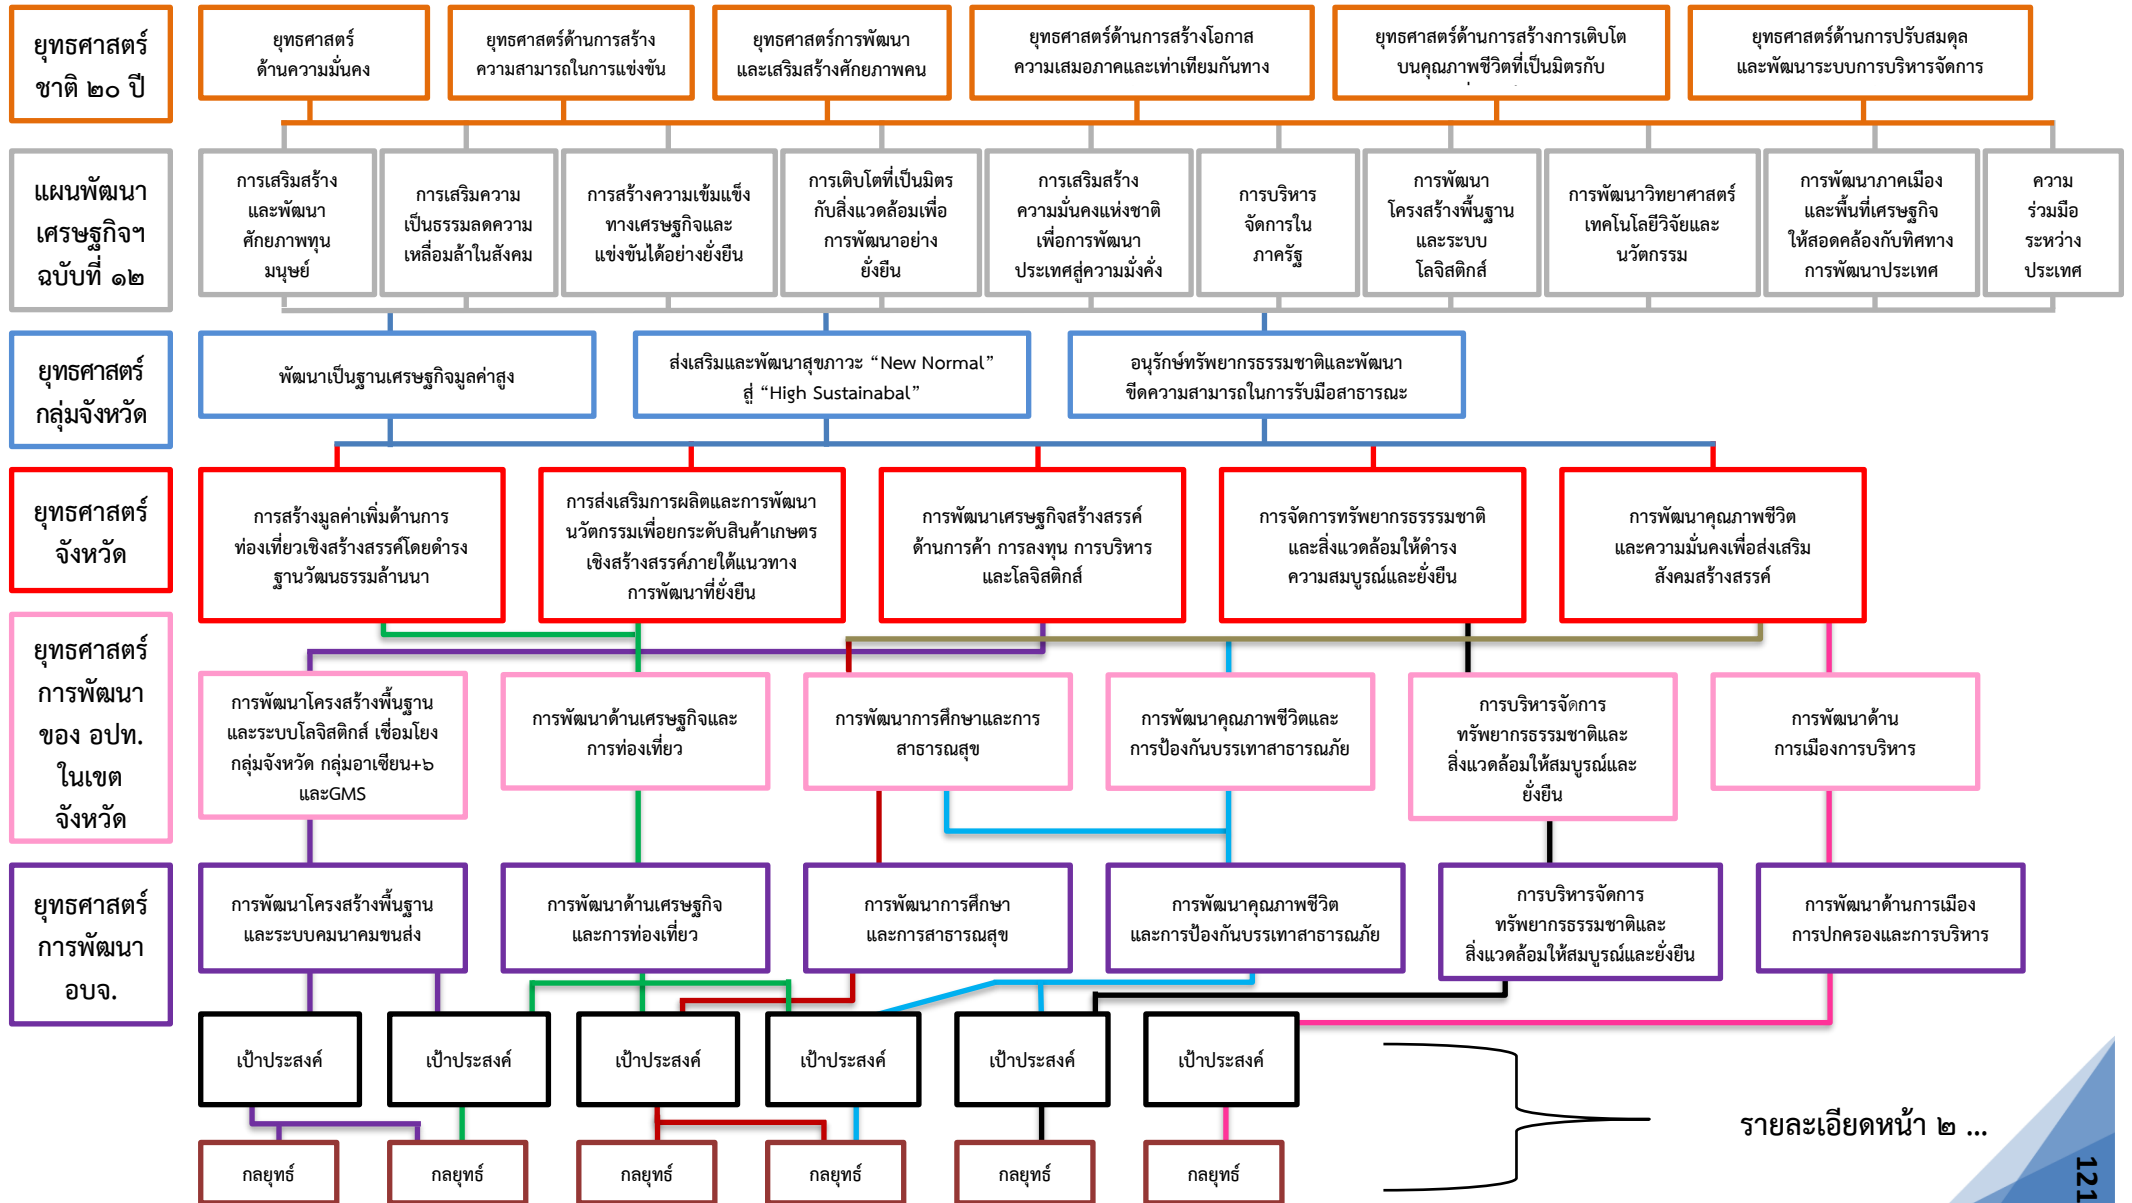 ยุทธศาสตร์
ชาติ ๒๐ ปี
ยุทธศาสตร์
ด้านความมั่นคง
ยุทธศาสตร์ด้านการสร้าง
ความสามารถในการแข่งขัน
ยุทธศาสตร์การพัฒนา
และเสริมสร้างศักยภาพคน
ยุทธศาสตร์ด้านการสร้างโอกาส
ความเสมอภาคและเท่าเทียมกันทาง
ยุทธศาสตร์ด้านการสร้างการเติบโต
บนคุณภาพชีวิตที่เป็นมิตรกับ
ยุทธศาสตร์ด้านการปรับสมดุล
และพัฒนาระบบการบริหารจัดการ
แผนพัฒนา
เศรษฐกิจฯ
ฉบับที่ ๑๒
การเสริมสร้าง
และพัฒนา
ศักยภาพทุน
มนุษย์
การเสริมความ
เป็นธรรมลดความ
เหลื่อมล้ำในสังคม
การสร้างความเข้มแข็ง
ทางเศรษฐกิจและ
แข่งขันได้อย่างยั่งยืน
การเติบโตที่เป็นมิตร
กับสิ่งแวดล้อมเพื่อ
การพัฒนาอย่าง
ยั่งยืน
การเสริมสร้าง
ความมั่นคงแห่งชาติ
เพื่อการพัฒนา
ประเทศสู่ความมั่งคั่ง
การบริหาร
จัดการใน
ภาครัฐ
การพัฒนา
โครงสร้างพื้นฐาน
และระบบ
โลจิสติกส์
การพัฒนาวิทยาศาสตร์
เทคโนโลยีวิจัยและ
นวัตกรรม
การพัฒนาภาคเมือง
และพื้นที่เศรษฐกิจ
ให้สอดคล้องกับทิศทาง
การพัฒนาประเทศ
ความ
ร่วมมือ
ระหว่าง
ประเทศ
ยุทธศาสตร์
กลุ่มจังหวัด
พัฒนาเป็นฐานเศรษฐกิจมูลค่าสูง
ส่งเสริมและพัฒนาสุขภาวะ “New Normal”
สู่ “High Sustainabal”
อนุรักษ์ทรัพยากรธรรมชาติและพัฒนา
ขีดความสามารถในการรับมือสาธารณะ
ยุทธศาสตร์
จังหวัด
การสร้างมูลค่าเพิ่มด้านการ
ท่องเที่ยวเชิงสร้างสรรค์โดยดำรง
ฐานวัฒนธรรมล้านนา
การส่งเสริมการผลิตและการพัฒนา
นวัตกรรมเพื่อยกระดับสินค้าเกษตร
เชิงสร้างสรรค์ภายใต้แนวทาง
การพัฒนาที่ยั่งยืน
การพัฒนาเศรษฐกิจสร้างสรรค์
ด้านการค้า การลงทุน การบริหาร
และโลจิสติกส์
การจัดการทรัพยากรธรรรมชาติ
และสิ่งแวดล้อมให้ดำรง
ความสมบูรณ์และยั่งยืน
การพัฒนาคุณภาพชีวิต
และความมั่นคงเพื่อส่งเสริม
สังคมสร้างสรรค์
ยุทธศาสตร์
การพัฒนา
ของ อปท.
ในเขต
จังหวัด
การพัฒนาโครงสร้างพื้นฐาน
และระบบโลจิสติกส์ เชื่อมโยง
กลุ่มจังหวัด กลุ่มอาเซียน+๖
และGMS
การพัฒนาด้านเศรษฐกิจและ
การท่องเที่ยว
การพัฒนาการศึกษาและการ
สาธารณสุข
การพัฒนาคุณภาพชีวิตและ
การป้องกันบรรเทาสาธารณภัย
การบริหารจัดการ
ทรัพยากรธรรมชาติและ
สิ่งแวดล้อมให้สมบูรณ์และ
ยั่งยืน
การพัฒนาด้าน
การเมืองการบริหาร
ยุทธศาสตร์
การพัฒนา
อบจ.
การพัฒนาโครงสร้างพื้นฐาน
และระบบคมนาคมขนส่ง
การพัฒนาด้านเศรษฐกิจ
และการท่องเที่ยว
การพัฒนาการศึกษา
และการสาธารณสุข
การพัฒนาคุณภาพชีวิต
และการป้องกันบรรเทาสาธารณภัย
การบริหารจัดการ
ทรัพยากรธรรรมชาติและ
สิ่งแวดล้อมให้สมบูรณ์และยั่งยืน
การพัฒนาด้านการเมือง
การปกครองและการบริหาร
เป้าประสงค์
เป้าประสงค์
เป้าประสงค์
เป้าประสงค์
เป้าประสงค์
เป้าประสงค์
รายละเอียดหน้า ๒ ...
กลยุทธ์
กลยุทธ์
กลยุทธ์
กลยุทธ์
กลยุทธ์
กลยุทธ์
121